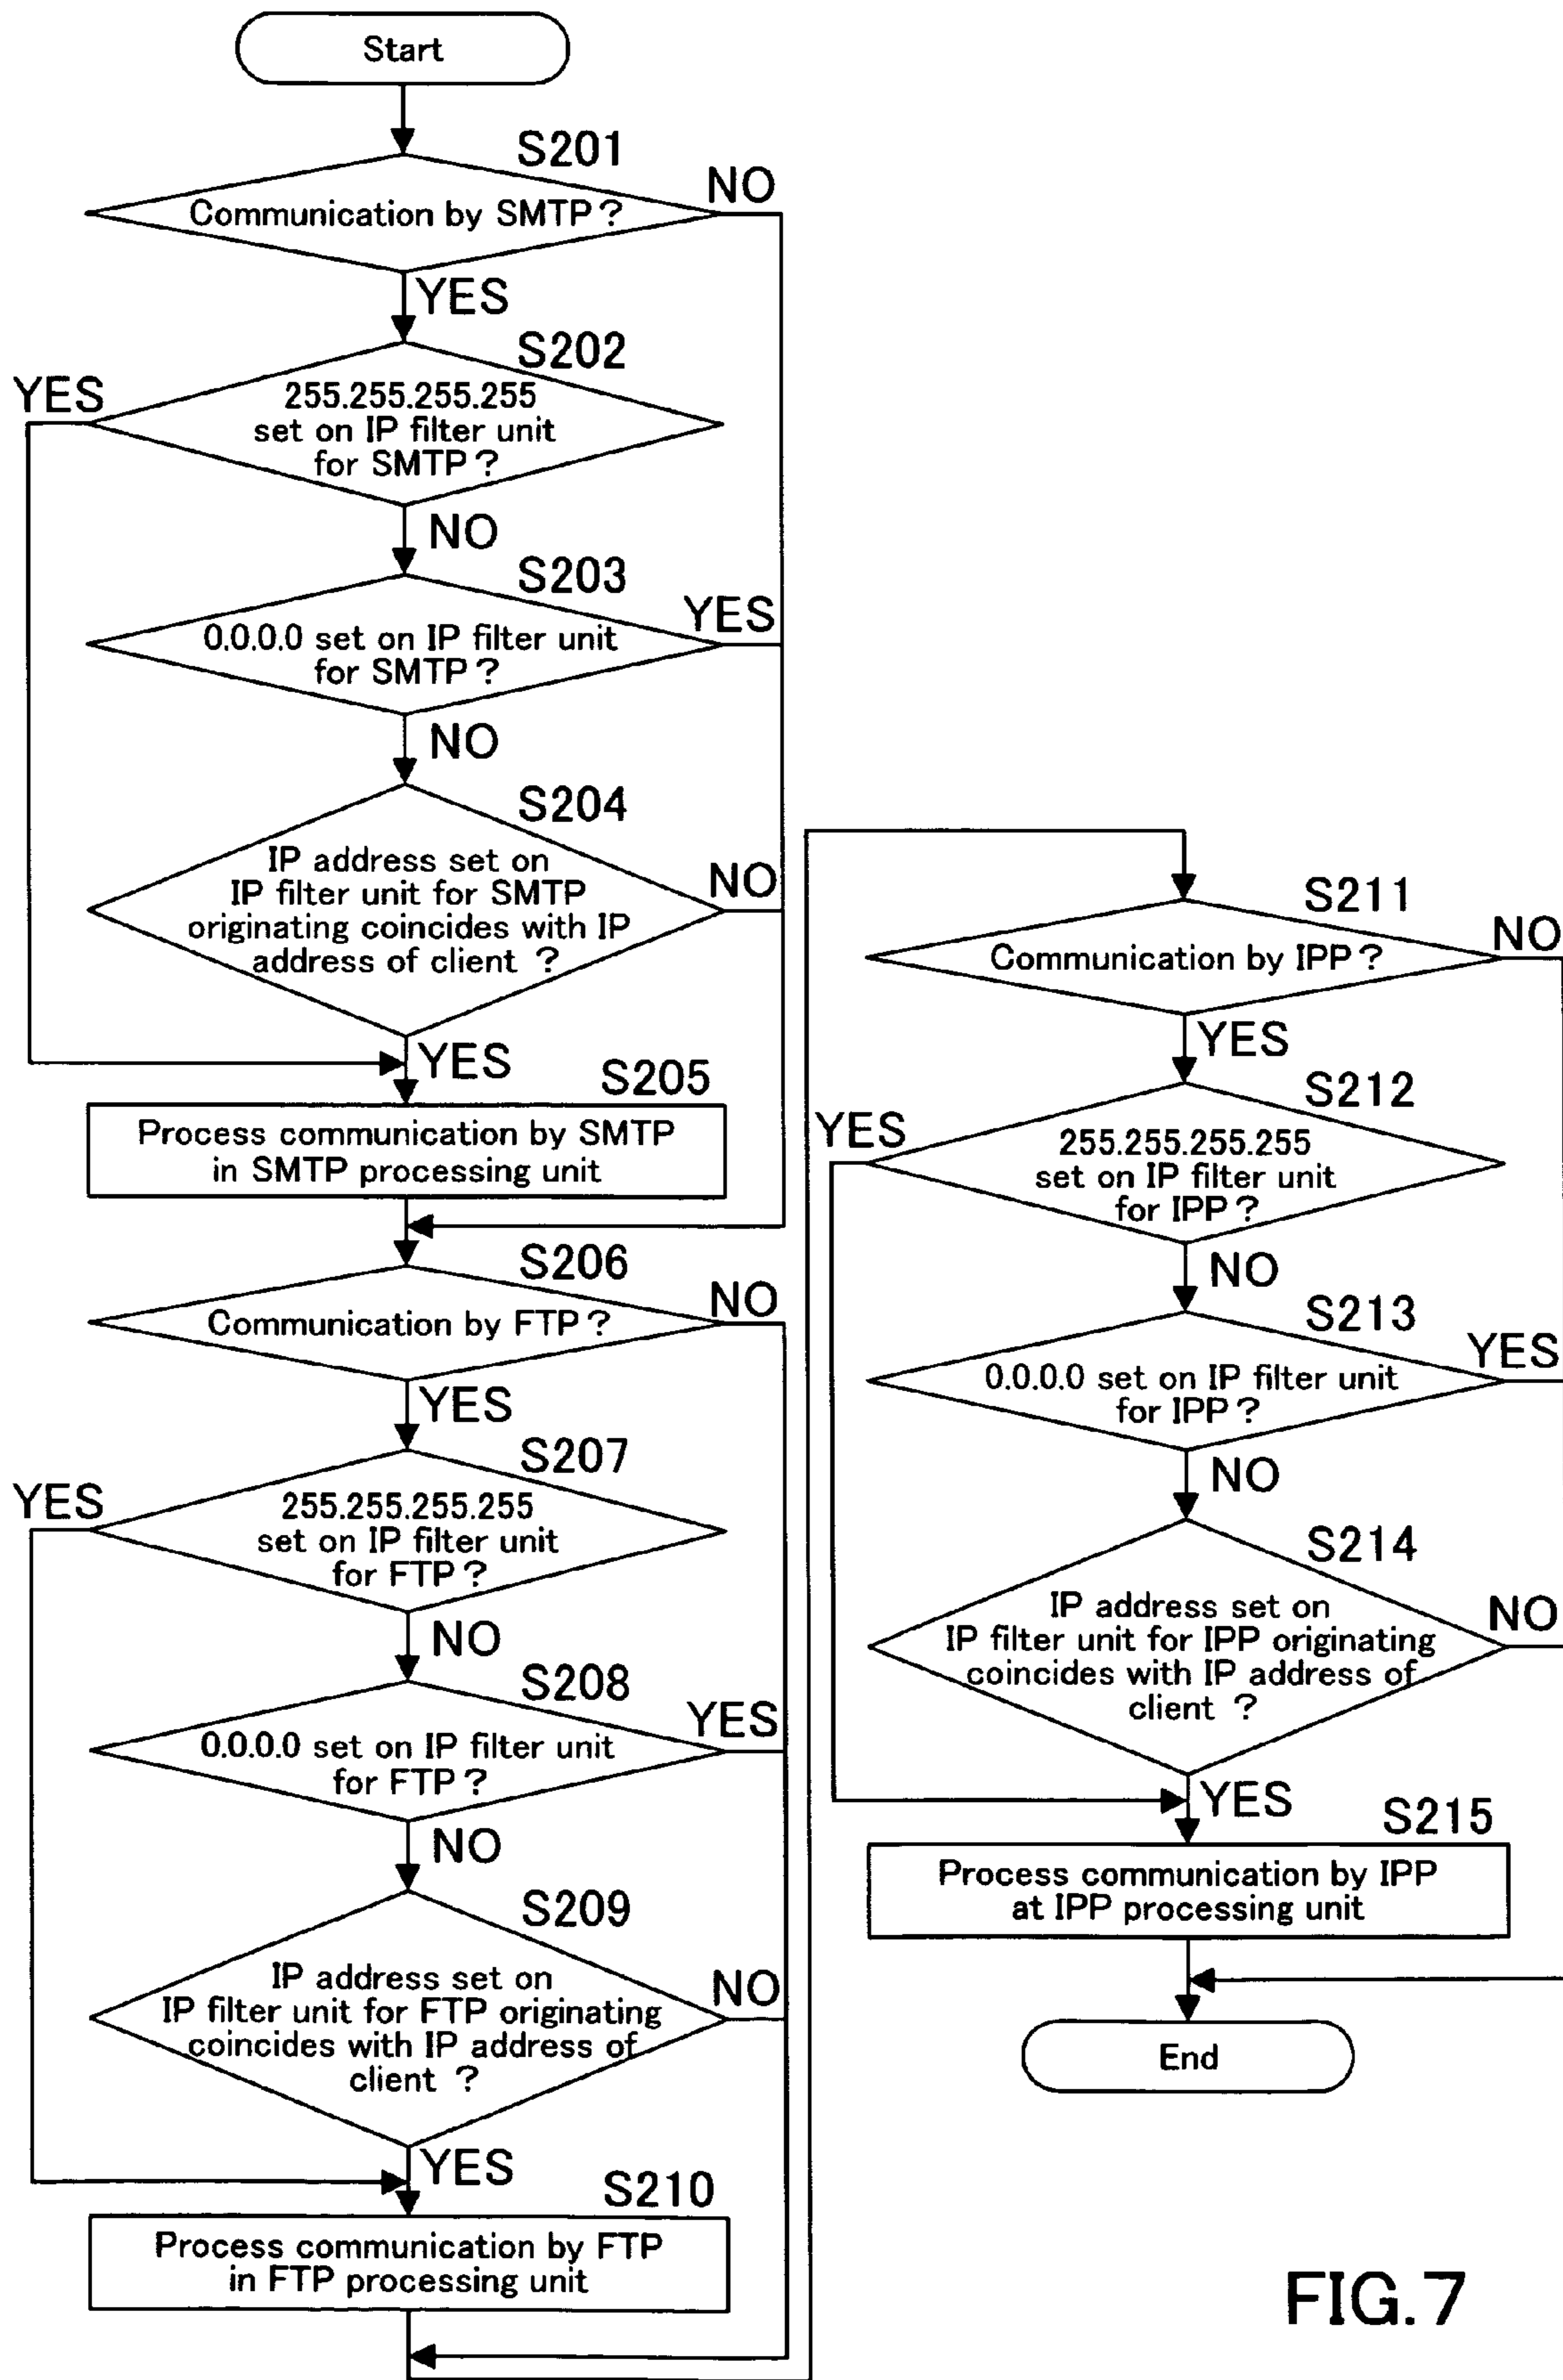 Start
S201
Communication by SMTP?
NO
YES
S202
YES
255.255.255.255
set on IP filter unit
for SMTP?
NO
S203
0.0.0.0 set on IP filter unit
for SMTP?
YES
NO
S204
IP address set on
IP filter unit for SMTP
originating coincides with IP
address of client ?
NO
YES
S205
Process communication by SMTP
in SMTP processing unit
S206
Communication by FTP?
NO
YES
S207
YES
255.255.255.255
set on IP filter unit
for FTP?
NO
S208
0.0.0.0 set on IP filter unit
for FTP?
YES
NO
S209
IP address set on
IP filter unit for FTP originating
coincides with IP address of
client ?
NO
YES
S210
Process communication by FTP
in FTP processing unit
S211
Communication by IPP?
NO
YES
S212
YES
255.255.255.255
set on IP filter unit
for IPP?
NO
S213
0.0.0.0 set on IP filter unit
for IPP?
YES
NO
S214
IP address set on
IP filter unit for IPP originating
coincides with IP address of
client ?
NO
YES
S215
Process communication by IPP
at IPP processing unit
End
FIG.7